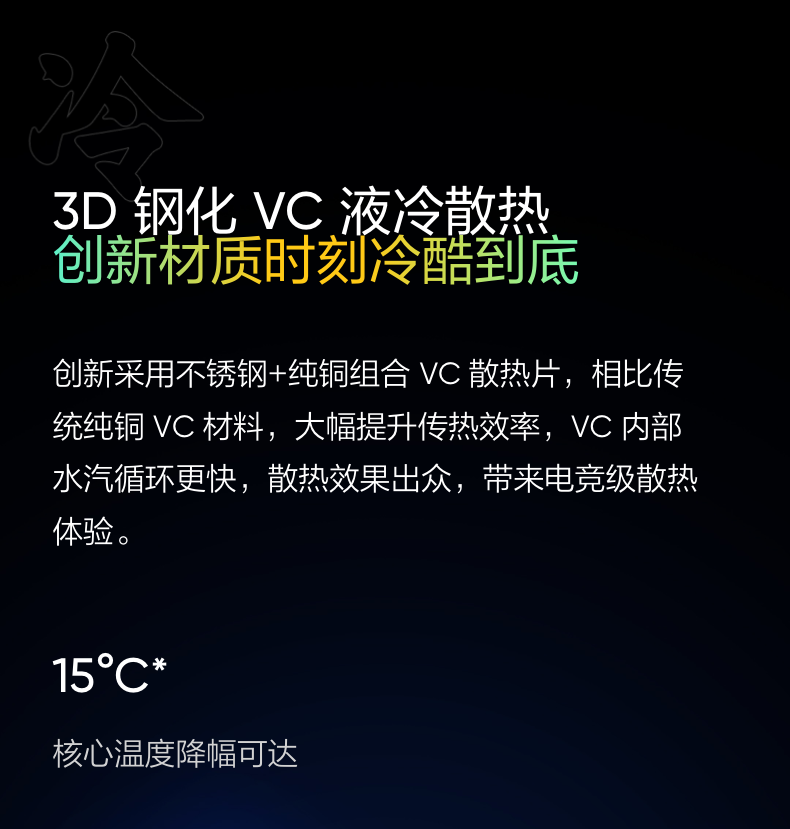 冷
3D 钢化 VC 液冷散热
创新材质时刻冷酷到底
创新采用不锈钢+纯铜组合 VC 散热片，相比传
统纯铜 VC 材料，大幅提升传热效率，VC 内部
水汽循环更快，散热效果出众，带来电竞级散热
体验。
15°C*
核心温度降幅可达